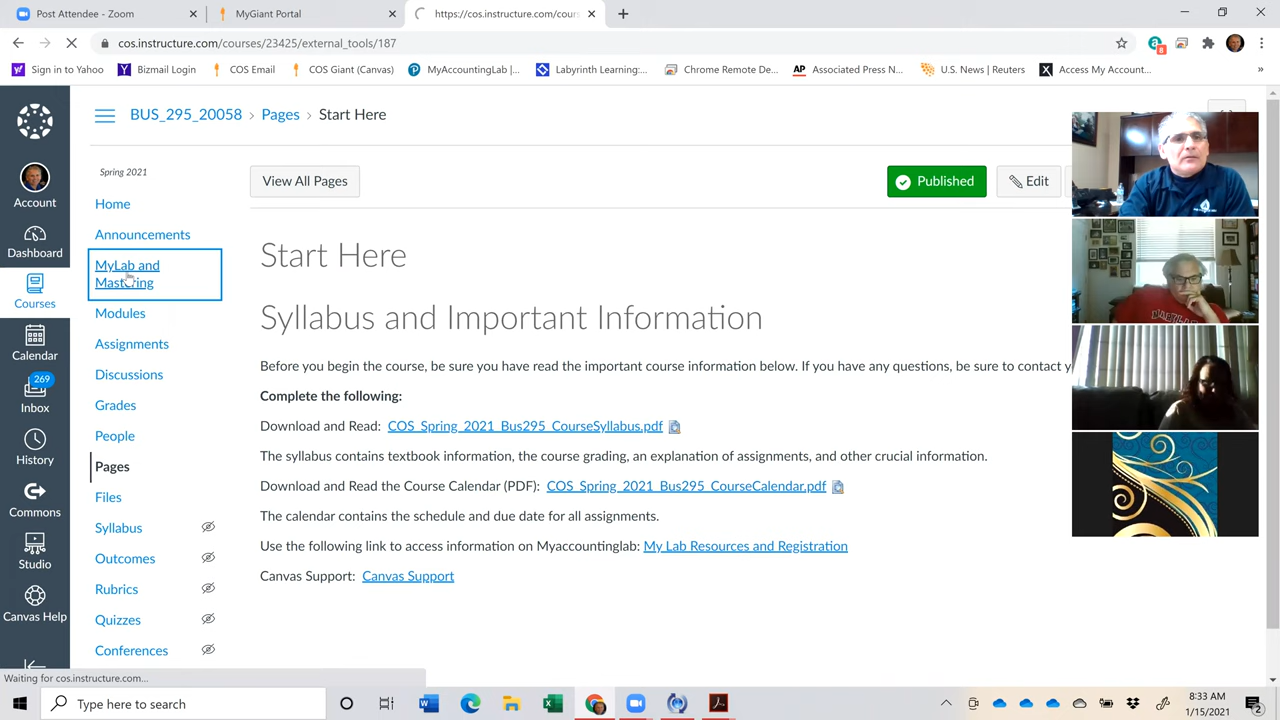 Post Attendee - Zoom
MyGiant Portal
https://cos.instructure.com/cour
cos.instructure.com/courses/23425/external_tools/187
8
Sign in to Yahoo
Bizmail Login
COS Email
COS Giant (Canvas)
MyAccountingLab |...
Labyrinth Learning:...
Chrome Remote De...
AP Associated Press N...
U.S. News | Reuters
X Access My Account...
»
BUS_295_20058 › Pages › Start Here
Spring 2021
View All Pages
Published
Edit
Account
Dashboard
Courses
Calendar
269
Inbox
History
Commons
Studio
Canvas Help
Home
Announcements
MyLab and
Mastering
Modules
Assignments
Discussions
Grades
People
Pages
Files
Syllabus
Outcomes
Rubrics
Quizzes
Conferences
Start Here
Syllabus and Important Information
Before you begin the course, be sure you have read the important course information below. If you have any questions, be sure to contact y
Complete the following:
Download and Read: COS_Spring_2021_Bus295_CourseSyllabus.pdf
The syllabus contains textbook information, the course grading, an explanation of assignments, and other crucial information.
Download and Read the Course Calendar (PDF): COS_Spring_2021_Bus295_CourseCalendar.pdf
The calendar contains the schedule and due date for all assignments.
Use the following link to access information on Myaccountinglab: My Lab Resources and Registration
Canvas Support: Canvas Support
Waiting for cos.instructure.com...
Type here to search
8:33 AM
1/15/2021
2